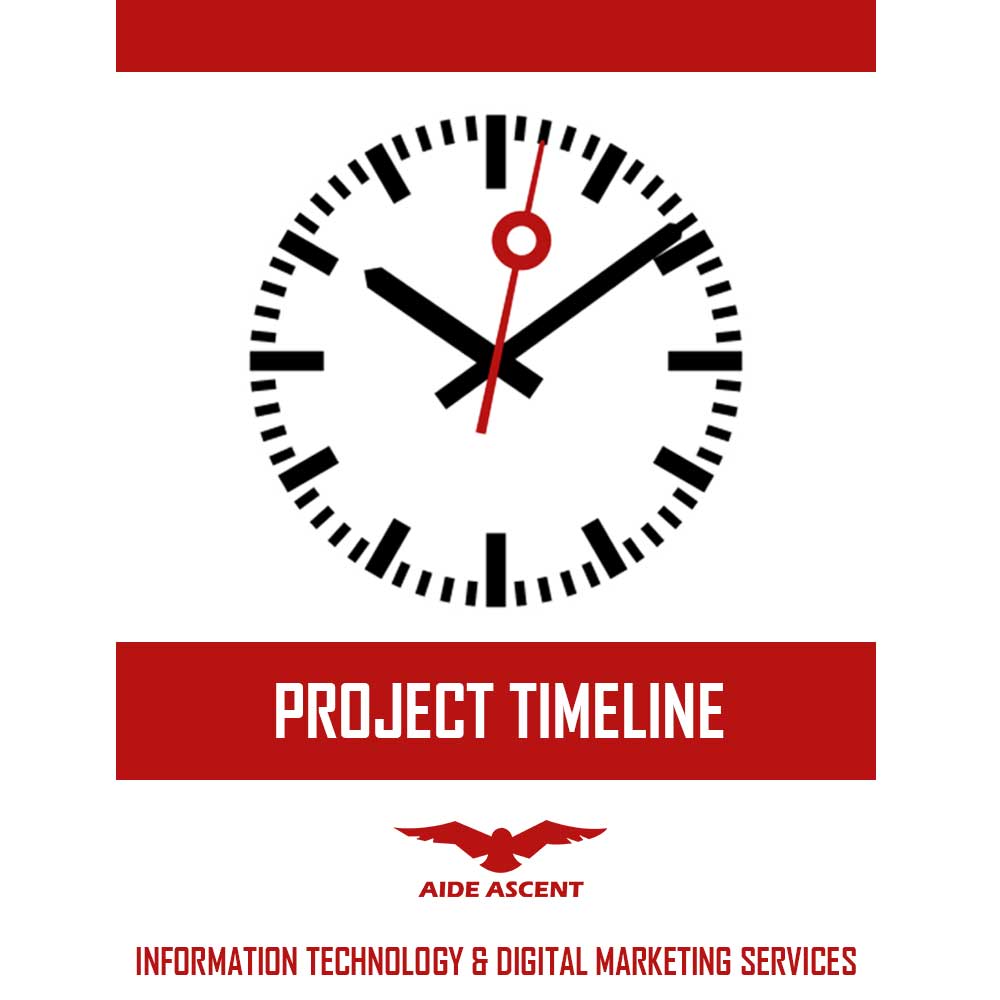 PROJECT TIMELINE
AIDE ASCENT
INFORMATION TECHNOLOGY & DIGITAL MARKETING SERVICES